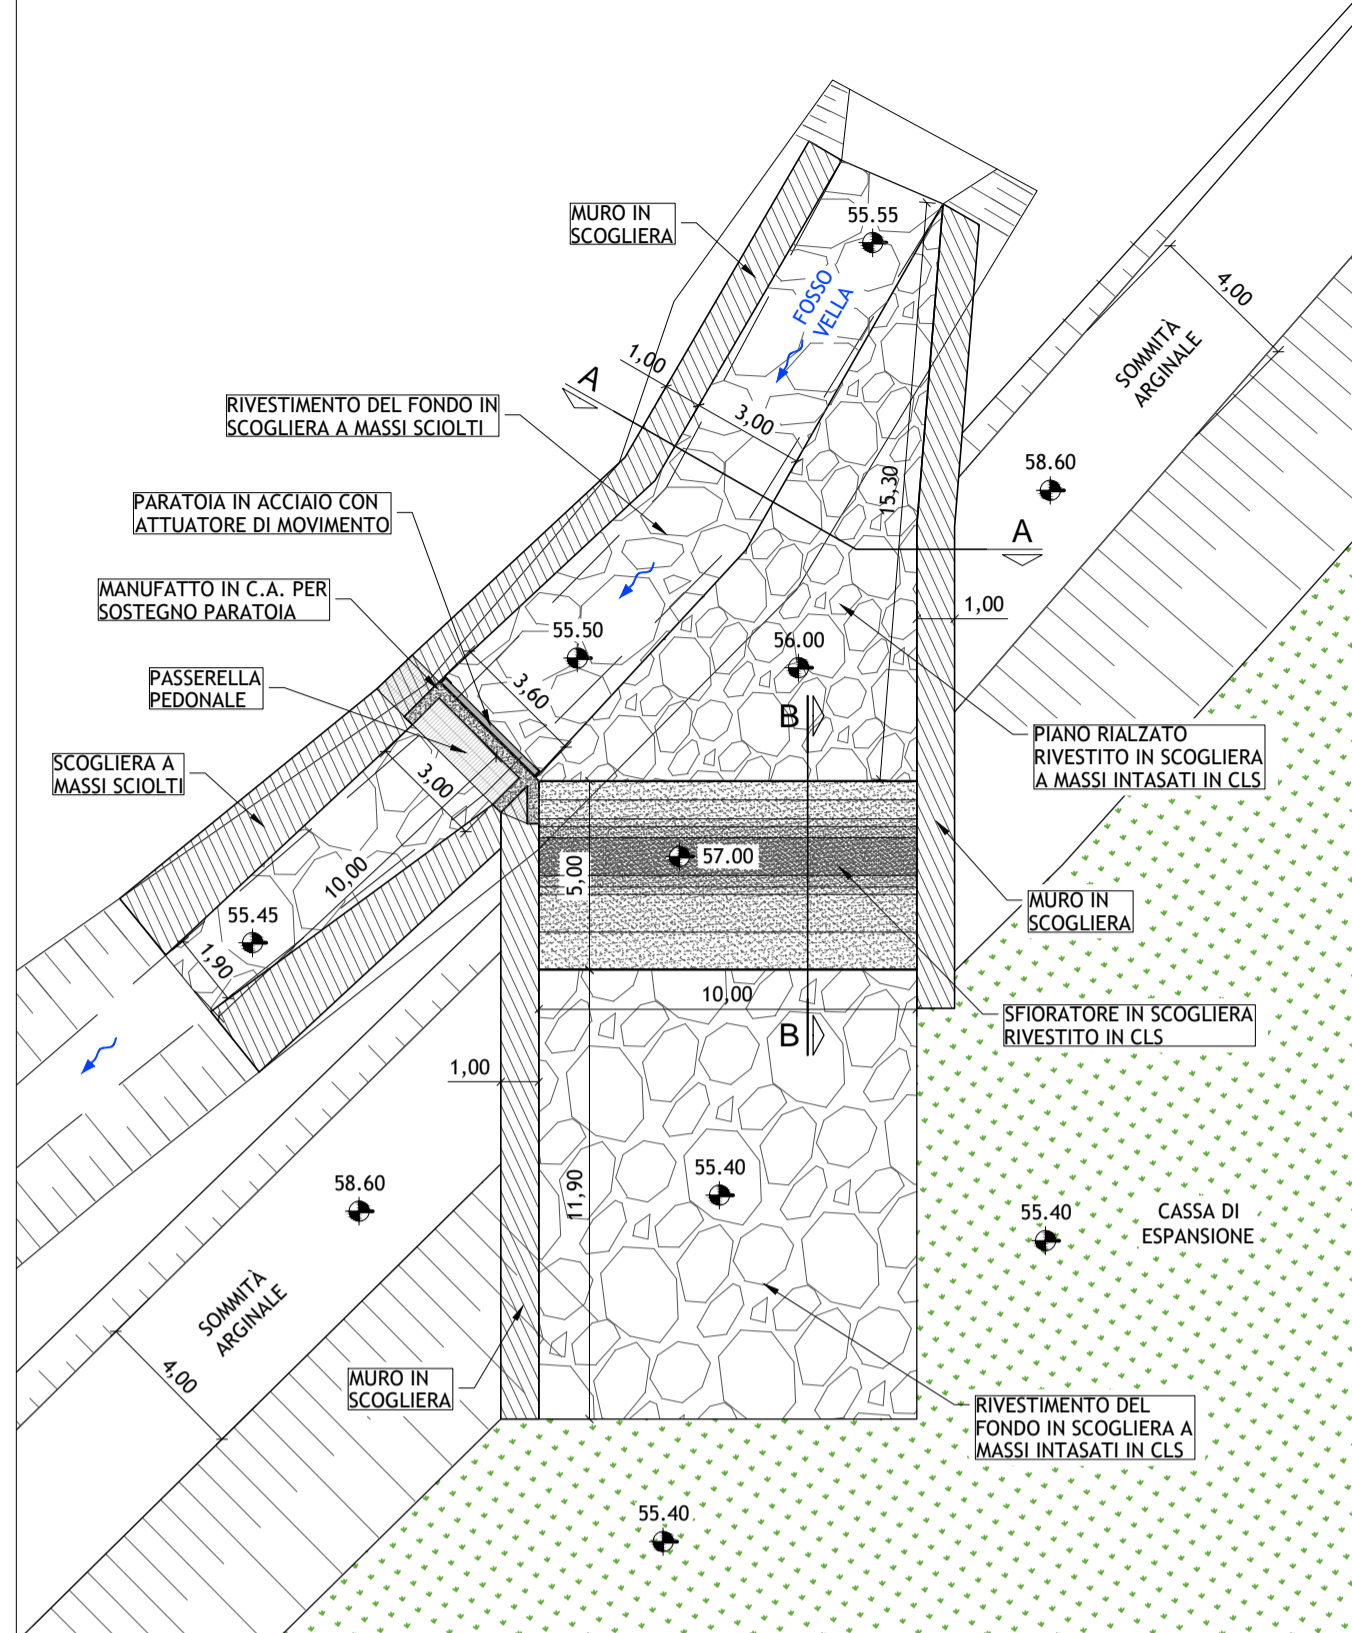 55.55
MURO IN
SCOGLIERA
FOSSO
VELLA
4,00
SOMMITÀ
ARGINALE
1,00
A
3,00
RIVESTIMENTO DEL FONDO IN
SCOGLIERA A MASSI SCIOLTI
58.60
15,30
PARATOIA IN ACCIAIO CON
ATTUATORE DI MOVIMENTO
A
MANUFATTO IN C.A. PER
SOSTEGNO PARATOIA
1,00
55.50
56.00
PASSERELLA
PEDONALE
3,60
B
PIANO RIALZATO
RIVESTITO IN SCOGLIERA
A MASSI INTASATI IN CLS
SCOGLIERA A
MASSI SCIOLTI
3,00
57.00
5,00
10,00
MURO IN
SCOGLIERA
55.45
1,90
10,00
SFIORATORE IN SCOGLIERA
RIVESTITO IN CLS
B
1,00
55.40
58.60
11,90
55.40
CASSA DI
ESPANSIONE
SOMMITÀ
ARGINALE
4,00
MURO IN
SCOGLIERA
RIVESTIMENTO DEL
FONDO IN SCOGLIERA A
MASSI INTASATI IN CLS
55.40